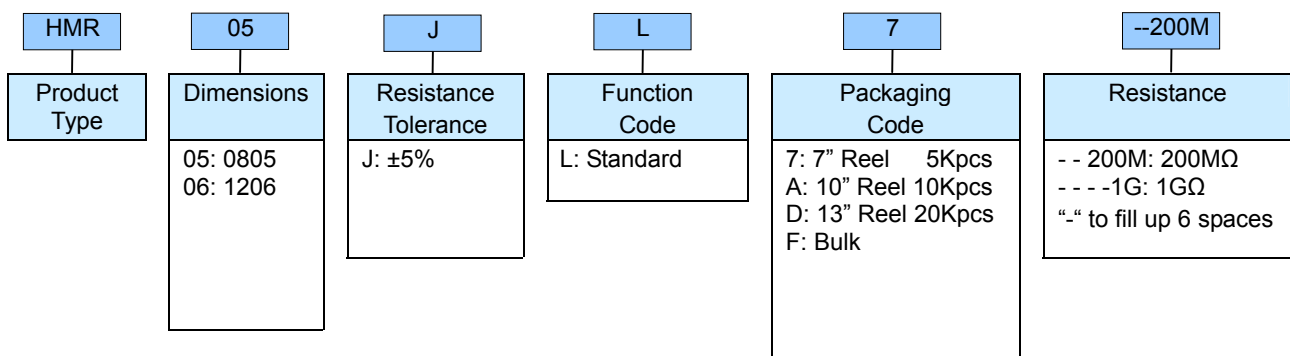 HMR 05 J L 7 --200M
Product Type
Dimensions
Resistance Tolerance
Function Code
Packaging Code
Resistance
05: 0805
06: 1206
J: ±5%
L: Standard
7: 7” Reel 5Kpcs
A: 10” Reel 10Kpcs
D: 13” Reel 20Kpcs
F: Bulk
- - 200M: 200MΩ
- - - -1G: 1GΩ
“-“ to fill up 6 spaces